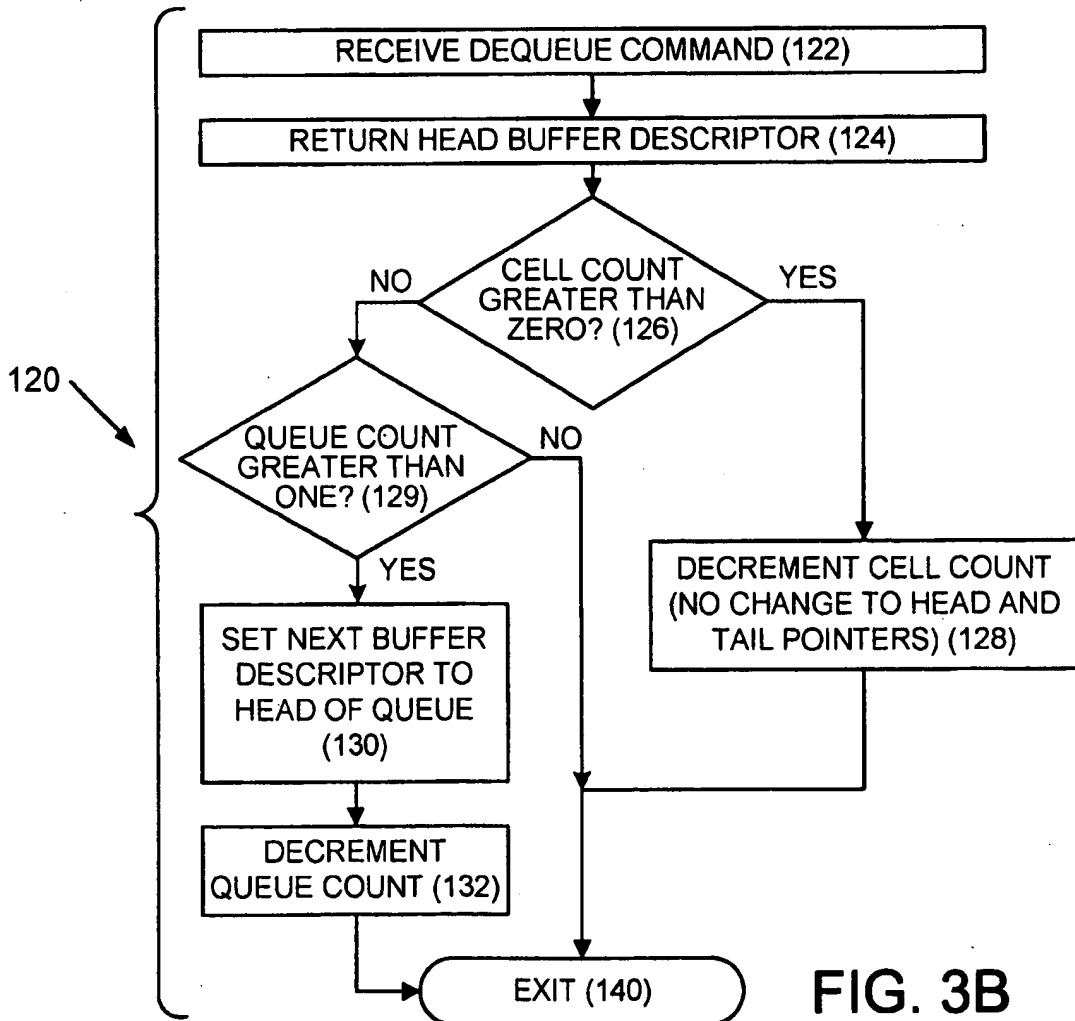 RECEIVE DEQUEUE COMMAND (122)
RETURN HEAD BUFFER DESCRIPTOR (124)
CELL COUNT
GREATER THAN
ZERO? (126)
NO
YES
120
QUEUE COUNT
GREATER THAN
ONE? (129)
NO
YES
DECREMENT CELL COUNT
(NO CHANGE TO HEAD AND
TAIL POINTERS) (128)
SET NEXT BUFFER
DESCRIPTOR TO
HEAD OF QUEUE
(130)
DECREMENT
QUEUE COUNT (132)
EXIT (140)
FIG. 3B